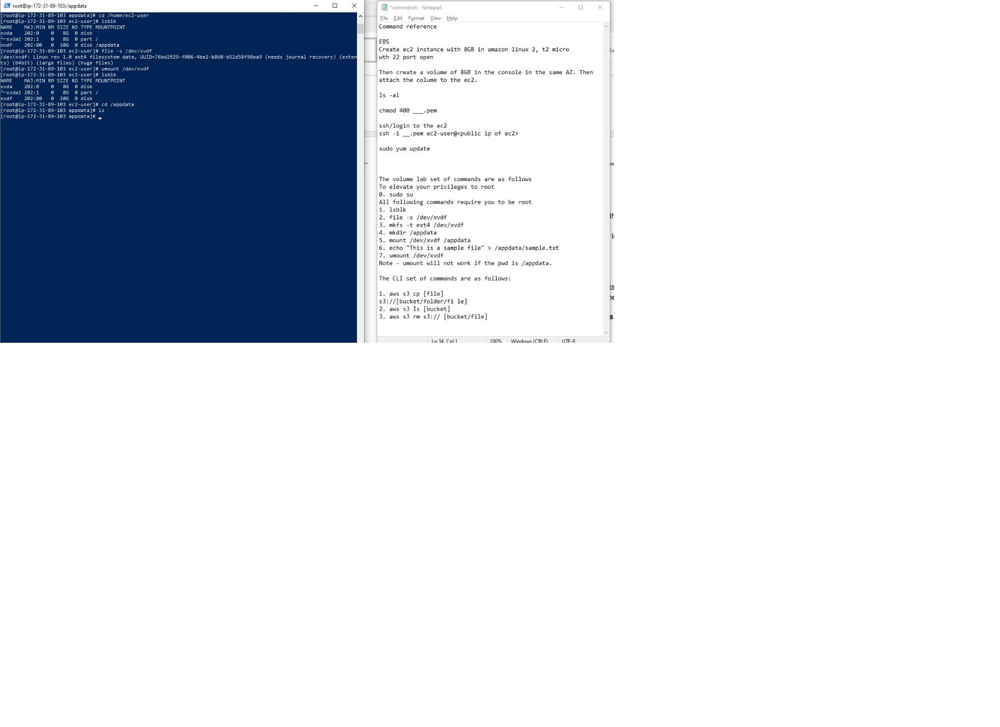 root@ip-172-31-89-103:/appdata
[root@ip-172-31-89-103 appdata]# cd /home/ec2-user
[root@ip-172-31-89-103 ec2-user]# lsblk
NAME    MAJ:MIN RM SIZE RO TYPE MOUNTPOINT
xvda    202:0    0   8G  0 disk
└─xvda1 202:1    0   8G  0 part /
xvdf    202:80   0  10G  0 disk /appdata
[root@ip-172-31-89-103 ec2-user]# file -s /dev/xvdf
/dev/xvdf: Linux rev 1.0 ext4 filesystem data, UUID=76bd2929-f006-4be2-b860-b52d58f98ea9 (needs journal recovery) (exten
ts) (64bit) (large files) (huge files)
[root@ip-172-31-89-103 ec2-user]# umount /dev/xvdf
[root@ip-172-31-89-103 ec2-user]# lsblk
NAME    MAJ:MIN RM SIZE RO TYPE MOUNTPOINT
xvda    202:0    0   8G  0 disk
└─xvda1 202:1    0   8G  0 part /
xvdf    202:80   0  10G  0 disk
[root@ip-172-31-89-103 ec2-user]# cd /appdata
[root@ip-172-31-89-103 appdata]# ls
[root@ip-172-31-89-103 appdata]#
*commands - Notepad
File Edit Format View Help
Command reference
EBS
Create ec2 instance with 8GB in amazon linux 2, t2 micro
wth 22 port open
Then create a volume of 8GB in the console in the same AZ. Then
attach the colume to the ec2.
ls -al
chmod 400 ___.pem
ssh/login to the ec2
ssh -i __.pem ec2-user@<public ip of ec2>
sudo yum update
The volume lab set of commands are as follows
To elevate your privileges to root
0. sudo su
All following commands require you to be root
1. lsblk
2. file -s /dev/xvdf
3. mkfs -t ext4 /dev/xvdf
4. mkdir /appdata
5. mount /dev/xvdf /appdata
6. echo "This is a sample file" > /appdata/sample.txt
7. umount /dev/xvdf
Note - umount will not work if the pwd is /appdata.
The CLI set of commands are as follows:
1. aws s3 cp [file]
s3://[bucket/folder/fi le]
2. aws s3 Is [bucket]
3. aws s3 rm s3:// [bucket/file]
Ln 34, Col 1 100% Windows (CRLF) UTF-8